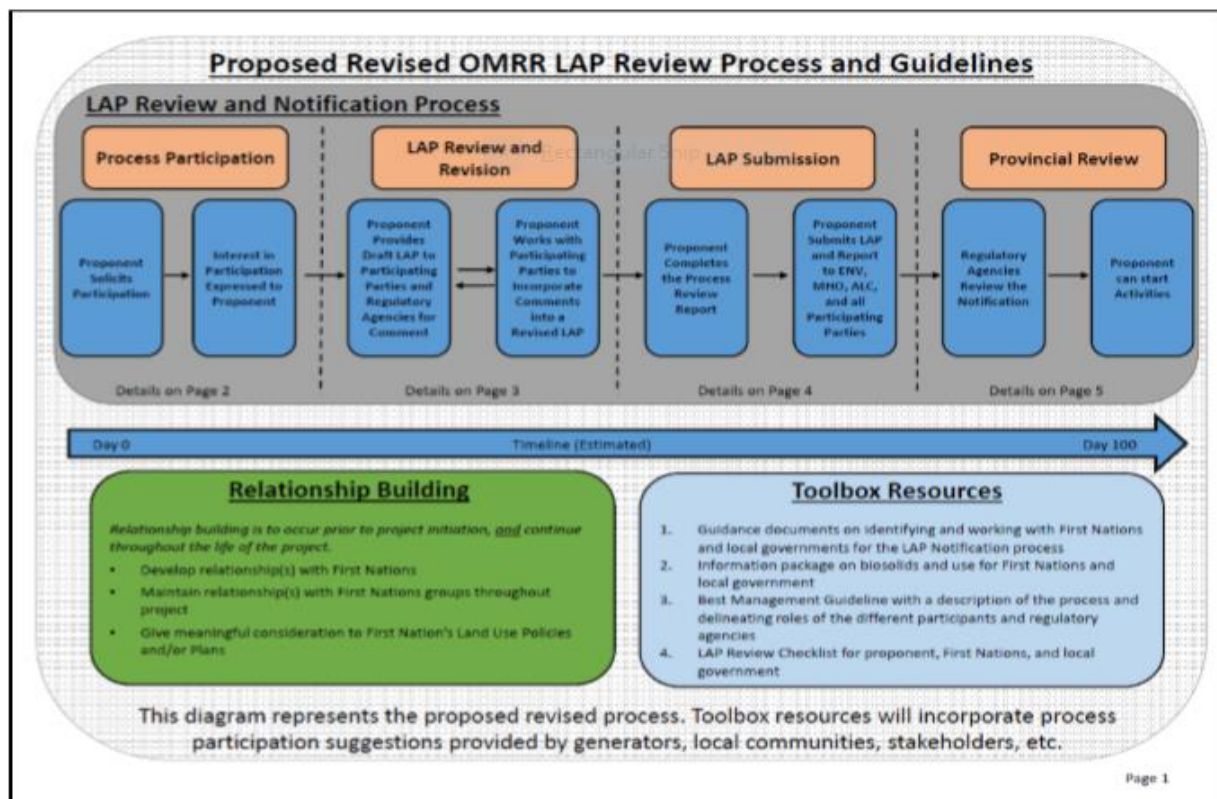 Proposed Revised OMRR LAP Review Process and Guidelines
LAP Review and Notification Process
Process Participation
LAP Review and
Revision
Rectangular Snip
LAP Submission
Provincial Review
Proponent
Solicits
Participation
Interest in
Participation
Expressed to
Proponent
Proponent
Provides
Draft LAP to
Participating
Parties and
Regulatory
Agencies for
Comment
Proponent
Works with
Participating
Parties to
Incorporate
Comments
into a
Revised LAP
Proponent
Completes
the Process
Review
Report
Proponent
Submits LAP
and Report
to ENV,
MHO, ALC,
and all
Participating
Parties
Regulatory
Agencies
Review the
Notification
Proponent
can start
Activities
Details on Page 2
Details on Page 3
Details on Page 4
Details on Page 5
Day 0
Timeline (Estimated)
Day 100
Relationship Building
Relationship building is to occur prior to project initiation, and continue
throughout the life of the project.
▪ Develop relationship(s) with First Nations
▪ Maintain relationship(s) with First Nations groups throughout
project
▪ Give meaningful consideration to First Nation's Land Use Policies
and/or Plans
Toolbox Resources
1. Guidance documents on identifying and working with First Nations
and local governments for the LAP Notification process
2. Information package on biosolids and use for First Nations and
local government
3. Best Management Guideline with a description of the process and
delineating roles of the different participants and regulatory
agencies
4. LAP Review Checklist for proponent, First Nations, and local
government
This diagram represents the proposed revised process. Toolbox resources will incorporate process
participation suggestions provided by generators, local communities, stakeholders, etc.
Page 1